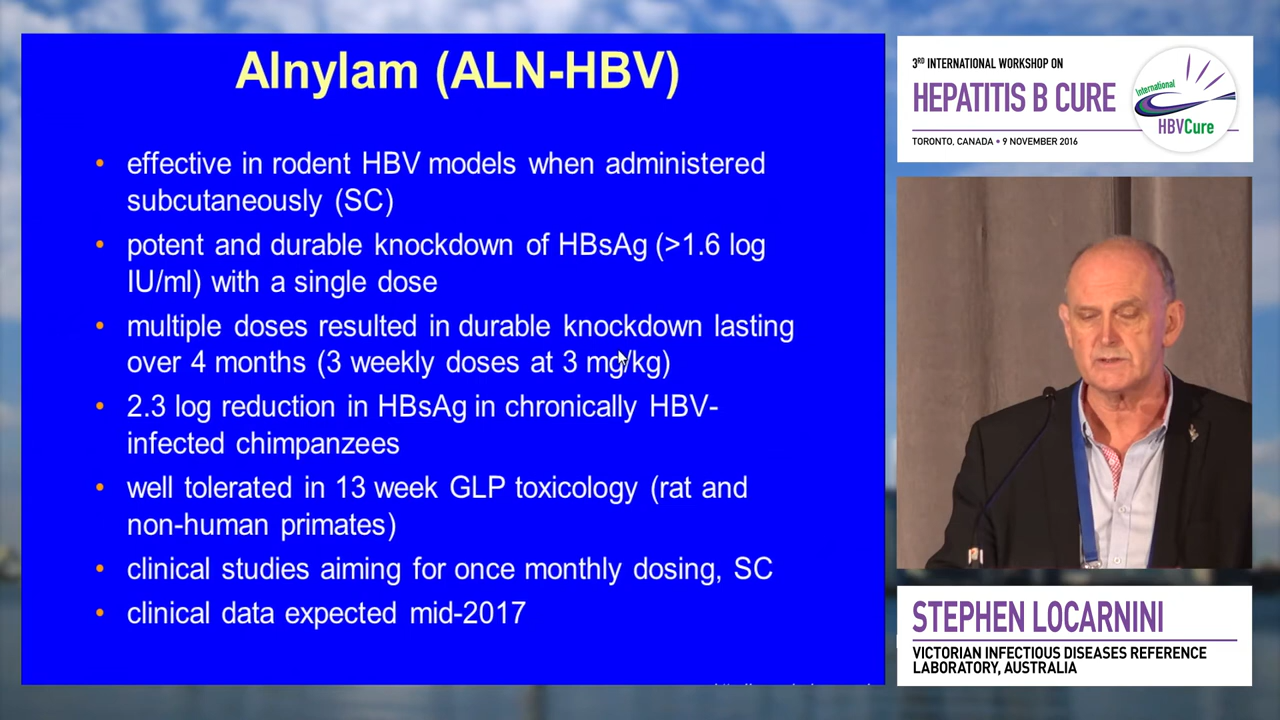 Alnylam (ALN-HBV)
• effective in rodent HBV models when administered
subcutaneously (SC)
• potent and durable knockdown of HBsAg (>1.6 log
IU/ml) with a single dose
• multiple doses resulted in durable knockdown lasting
over 4 months (3 weekly doses at 3 mg/kg)
• 2.3 log reduction in HBsAg in chronically HBV-
infected chimpanzees
• well tolerated in 13 week GLP toxicology (rat and
non-human primates)
• clinical studies aiming for once monthly dosing, SC
• clinical data expected mid-2017
3RD INTERNATIONAL WORKSHOP ON
HEPATITIS B CURE
TORONTO, CANADA • 9 NOVEMBER 2016
International
HBVCure
STEPHEN LOCARNINI
VICTORIAN INFECTIOUS DISEASES REFERENCE
LABORATORY, AUSTRALIA